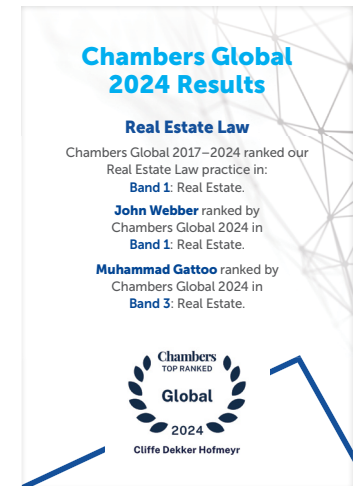 Chambers Global
2024 Results
Real Estate Law
Chambers Global 2017–2024 ranked our
Real Estate Law practice in:
Band 1: Real Estate.
John Webber ranked by
Chambers Global 2024 in
Band 1: Real Estate.
Muhammad Gattoo ranked by
Chambers Global 2024 in
Band 3: Real Estate.
Chambers
TOP RANKED
Global
2024
Cliffe Dekker Hofmeyr